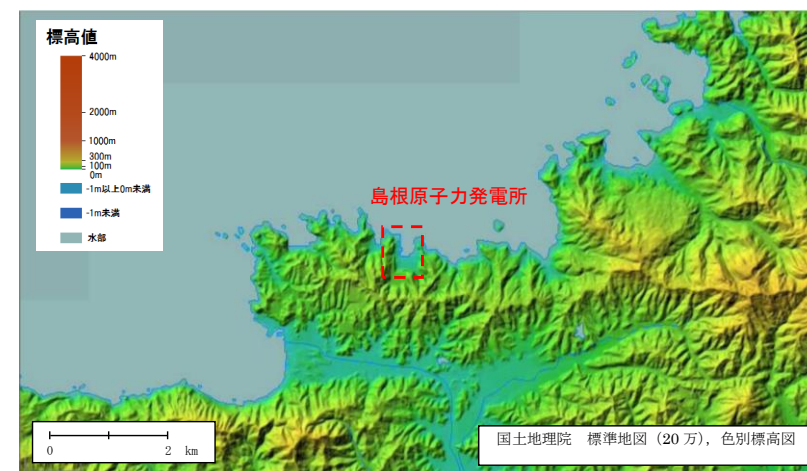 標高値
4000m
2000m
1000m
300m
100m
0m
-1m以上0m未満
-1m未満
水部
島根原子力発電所
0 2 km
国土地理院 標準地図（20万），色別標高図